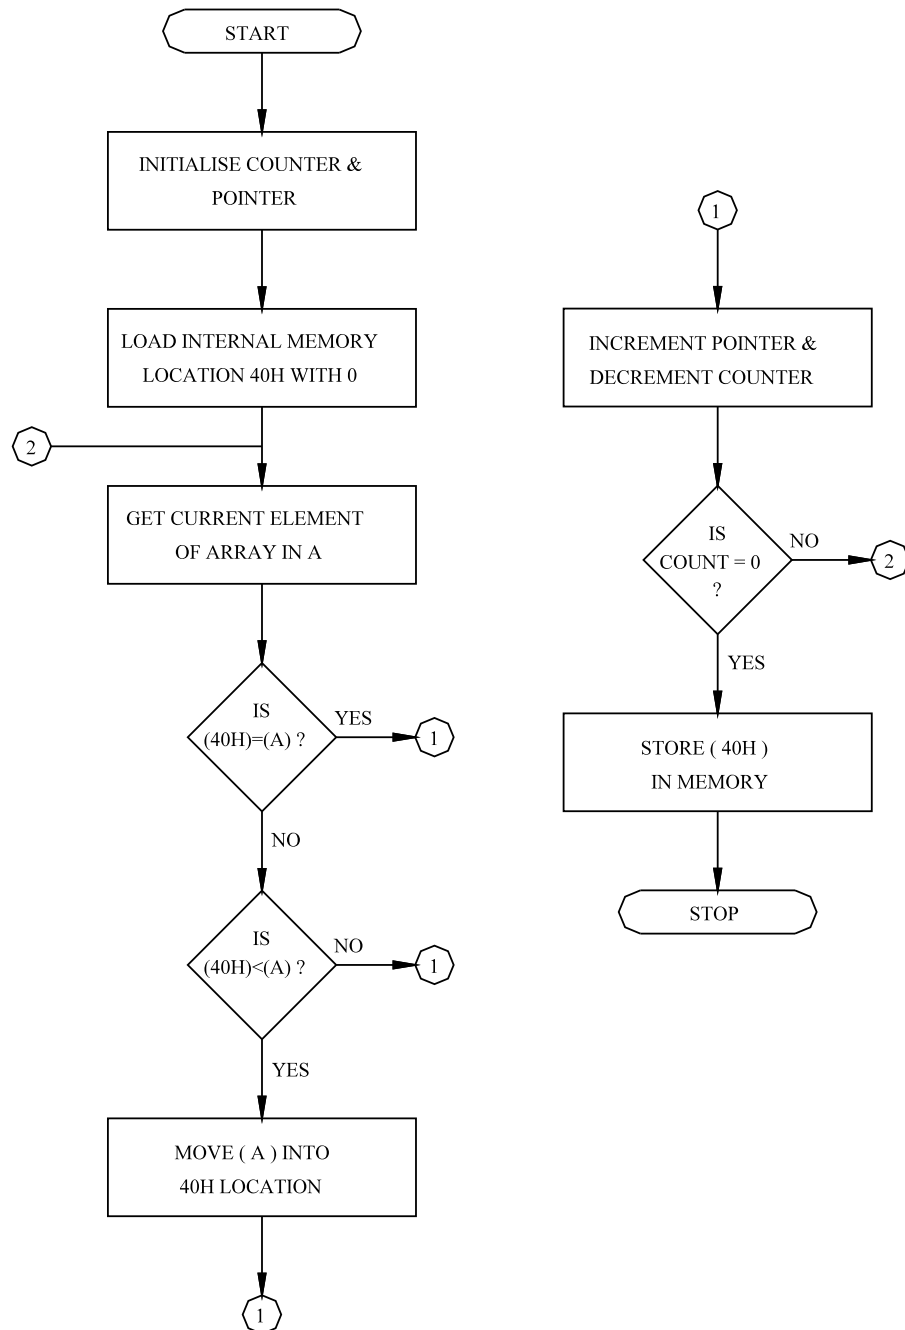 START
INITIALISE COUNTER &
POINTER
LOAD INTERNAL MEMORY
LOCATION 40H WITH 0
2
GET CURRENT ELEMENT
OF ARRAY IN A
IS
(40H)=(A) ?
YES
1
NO
IS
(40H)<(A) ?
NO
1
YES
MOVE ( A ) INTO
40H LOCATION
1
1
INCREMENT POINTER &
DECREMENT COUNTER
IS
COUNT = 0
?
NO
2
YES
STORE ( 40H )
IN MEMORY
STOP